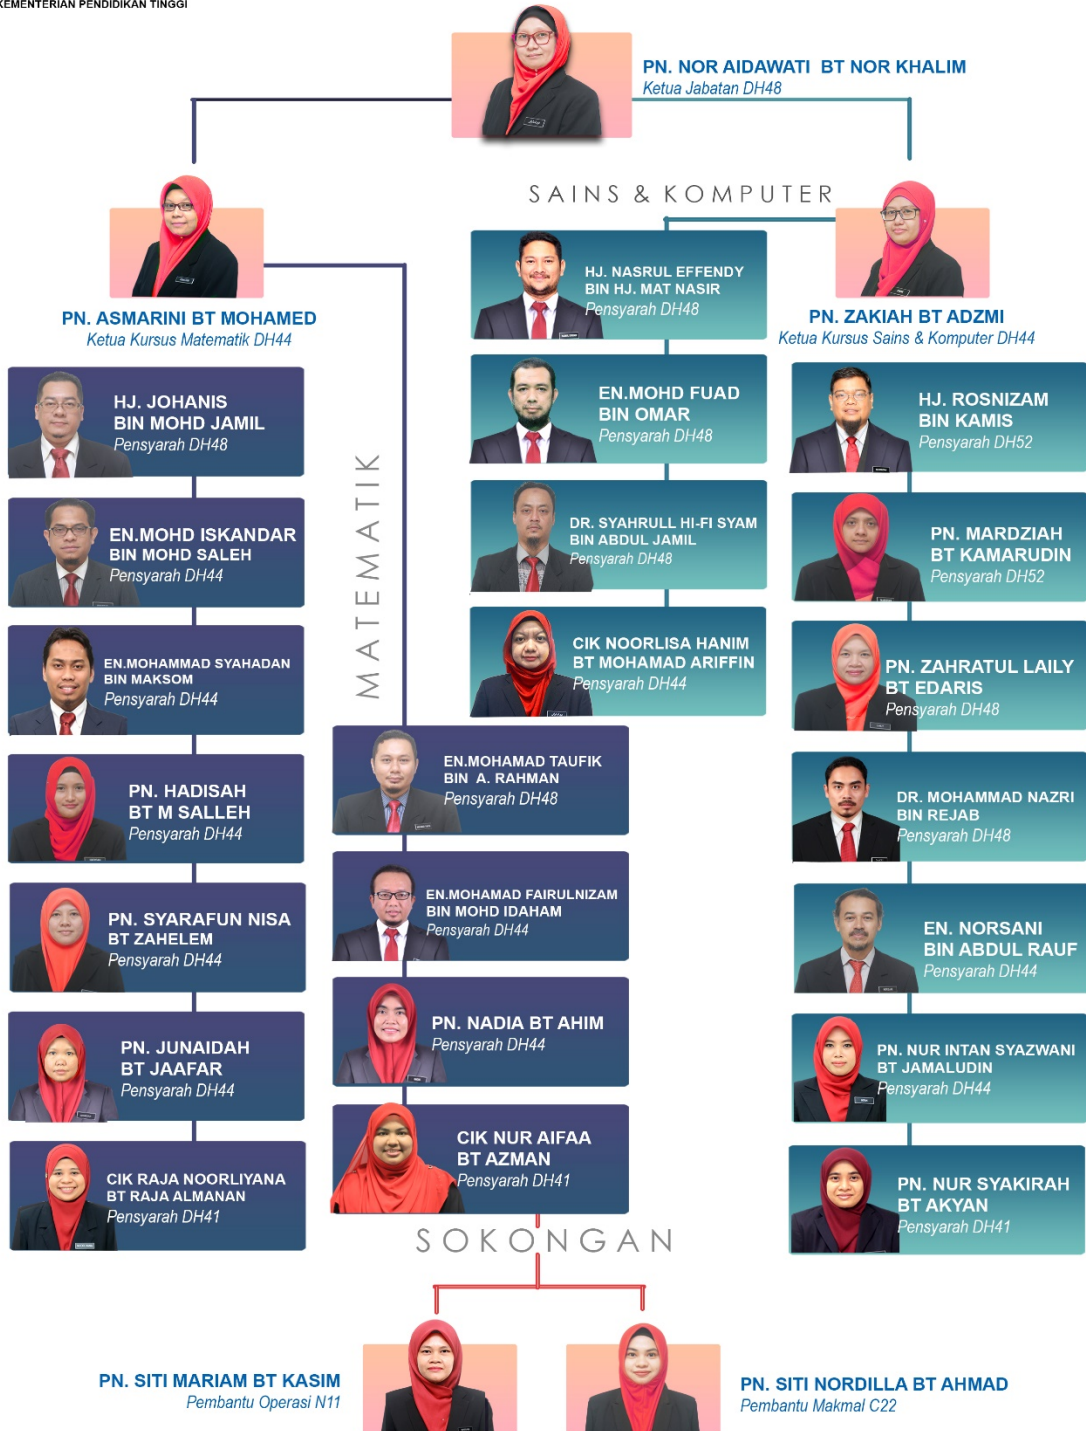 KEMENTERIAN PENDIDIKAN TINGGI
PN. NOR AIDAWATI BT NOR KHALIM
Ketua Jabatan DH48
PN. ASMARINI BT MOHAMED
Ketua Kursus Matematik DH44
SAINS & KOMPUTER
PN. ZAKIAH BT ADZMI
Ketua Kursus Sains & Komputer DH44
MATEMATIK
HJ. JOHANIS
BIN MOHD JAMIL
Pensyarah DH48
EN.MOHD ISKANDAR
BIN MOHD SALEH
Pensyarah DH44
EN.MOHAMMAD SYAHADAN
BIN MAKSOM
Pensyarah DH44
PN. HADISAH
BT M SALLEH
Pensyarah DH44
PN. SYARAFUN NISA
BT ZAHELEM
Pensyarah DH44
PN. JUNAIDAH
BT JAAFAR
Pensyarah DH44
CIK RAJA NOORLIYANA
BT RAJA ALMANAN
Pensyarah DH41
EN.MOHAMAD TAUFIK
BIN A. RAHMAN
Pensyarah DH48
EN.MOHAMAD FAIRULNIZAM
BIN MOHD IDAHAM
Pensyarah DH44
PN. NADIA BT AHIM
Pensyarah DH44
CIK NUR AIFAA
BT AZMAN
Pensyarah DH41
HJ. NASRUL EFFENDY
BIN HJ. MAT NASIR
Pensyarah DH48
EN.MOHD FUAD
BIN OMAR
Pensyarah DH48
DR. SYAHRULL HI-FI SYAM
BIN ABDUL JAMIL
Pensyarah DH48
CIK NOORLISA HANIM
BT MOHAMAD ARIFFIN
Pensyarah DH44
HJ. ROSNIZAM
BIN KAMIS
Pensyarah DH52
PN. MARDZIAH
BT KAMARUDIN
Pensyarah DH52
PN. ZAHRATUL LAILY
BT EDARIS
Pensyarah DH48
DR. MOHAMMAD NAZRI
BIN REJAB
Pensyarah DH48
EN. NORSANI
BIN ABDUL RAUF
Pensyarah DH44
PN. NUR INTAN SYAZWANI
BT JAMALUDIN
Pensyarah DH44
PN. NUR SYAKIRAH
BT AKYAN
Pensyarah DH41
SOKONGAN
PN. SITI MARIAM BT KASIM
Pembantu Operasi N11
PN. SITI NORDILLA BT AHMAD
Pembantu Makmal C22